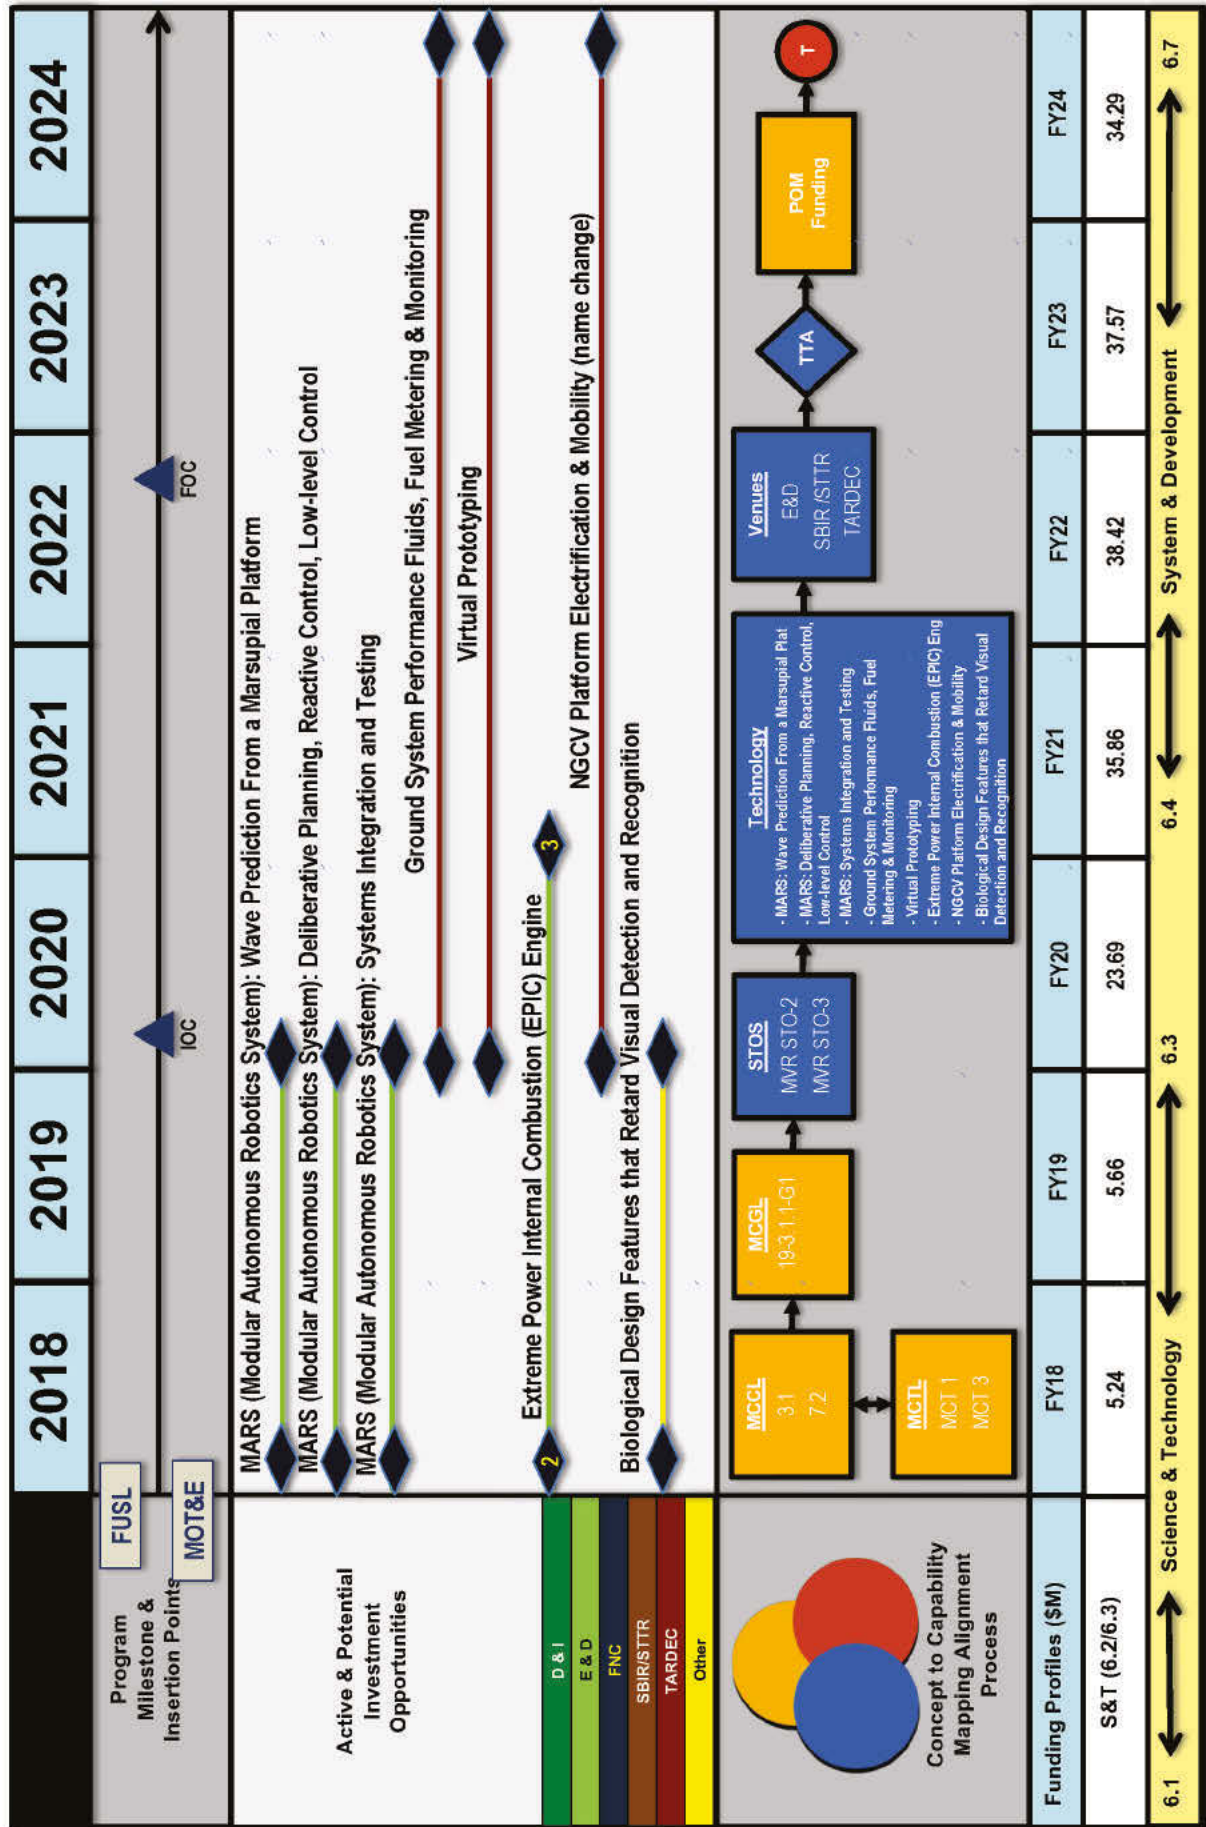 2018
2019
2020
2021
2022
2023
2024
Program
Milestone &
Insertion Points
FUSL
MOT&E
IOC
FOC
Active & Potential
Investment
Opportunities
D & I
E & D
FNC
SBIR/STTR
TARDEC
Other
MARS (Modular Autonomous Robotics System): Wave Prediction From a Marsupial Platform
MARS (Modular Autonomous Robotics System): Deliberative Planning, Reactive Control, Low-level Control
MARS (Modular Autonomous Robotics System): Systems Integration and Testing
Ground System Performance Fluids, Fuel Metering & Monitoring
Virtual Prototyping
Extreme Power Internal Combustion (EPIC) Engine
2
3
NGCV Platform Electrification & Mobility (name change)
Biological Design Features that Retard Visual Detection and Recognition
Concept to Capability
Mapping Alignment
Process
MCCL
3.1
7.2
MCTL
MCT 1
MCT 3
MCGL
19-3.1.1-G1
STOS
MVR STO-2
MVR STO-3
Technology
- MARS: Wave Prediction From a Marsupial Plat
- MARS: Deliberative Planning, Reactive Control,
Low-level Control
- MARS: Systems Integration and Testing
- Ground System Performance Fluids, Fuel
Metering & Monitoring
- Virtual Prototyping
- Extreme Power Internal Combustion (EPIC) Eng
- NGCV Platform Electrification & Mobility
- Biological Design Features that Retard Visual
Detection and Recognition
Venues
E&D
SBIR /STTR
TARDEC
TTA
POM
Funding
T
Funding Profiles ($M) FY18 FY19 FY20 FY21 FY22 FY23 FY24
S&T (6.2/6.3) 5.24 5.66 23.69 35.86 38.42 37.57 34.29
6.1 Science & Technology 6.3 6.4 System & Development 6.7